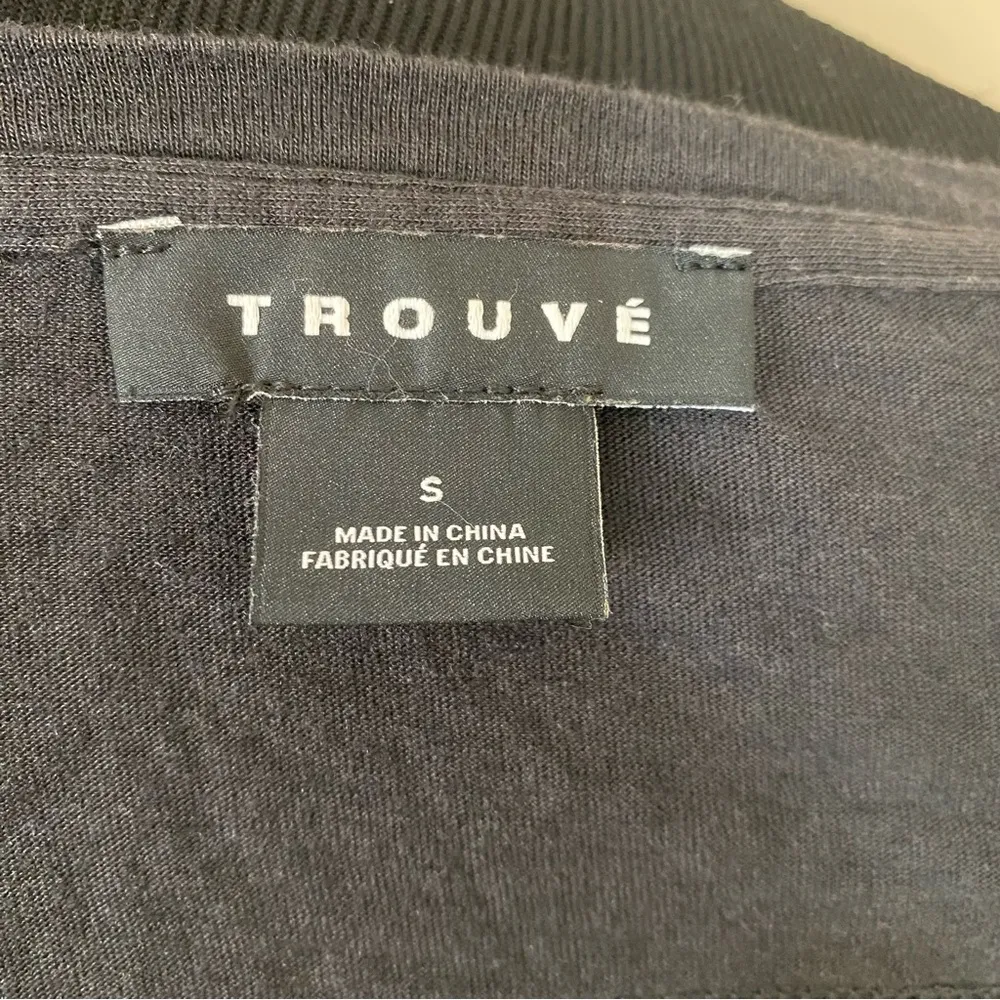 TROUVÉ
S
MADE IN CHINA
FABRIQUÉ EN CHINE